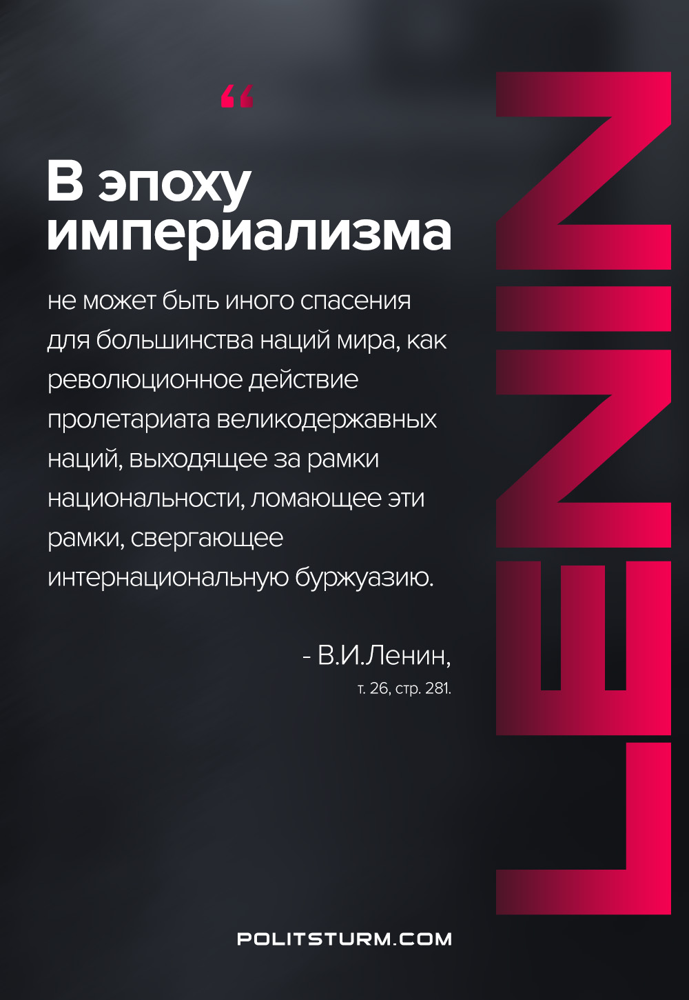 “
В эпоху
империализма
не может быть иного спасения
для большинства наций мира, как
революционное действие
пролетариата великодержавных
наций, выходящее за рамки
национальности, ломающее эти
рамки, свергающее
интернациональную буржуазию.
- В.И.Ленин,
т. 26, стр. 281.
LENIN
POLITSTURM.COM